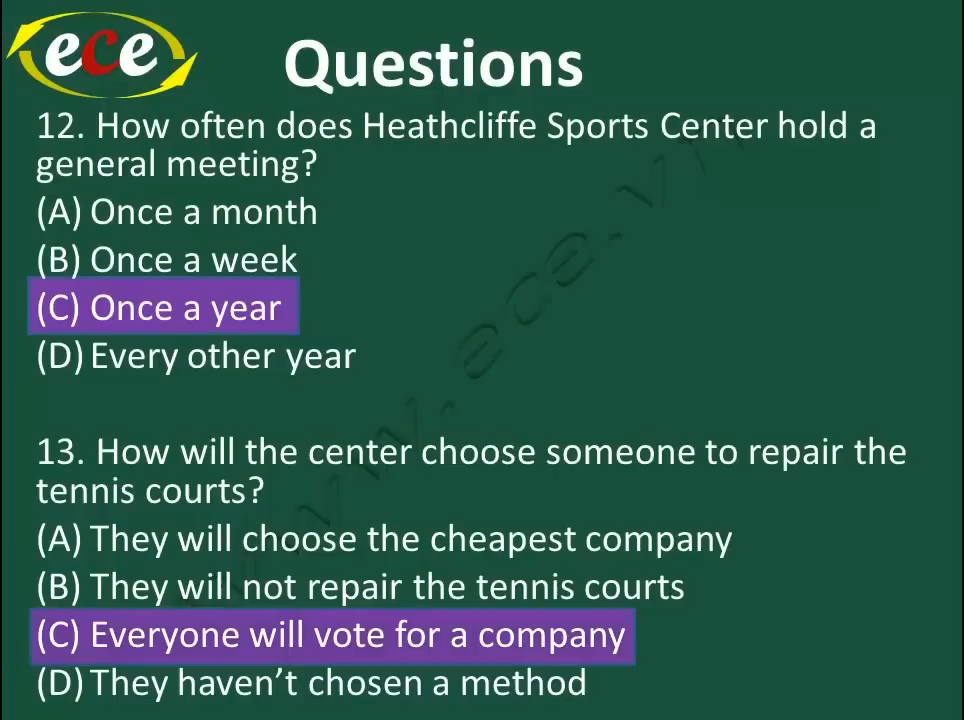 ece
Questions
12. How often does Heathcliffe Sports Center hold a
general meeting?
(A) Once a month
(B) Once a week
(C) Once a year
(D) Every other year
13. How will the center choose someone to repair the
tennis courts?
(A) They will choose the cheapest company
(B) They will not repair the tennis courts
(C) Everyone will vote for a company
(D) They haven't chosen a method